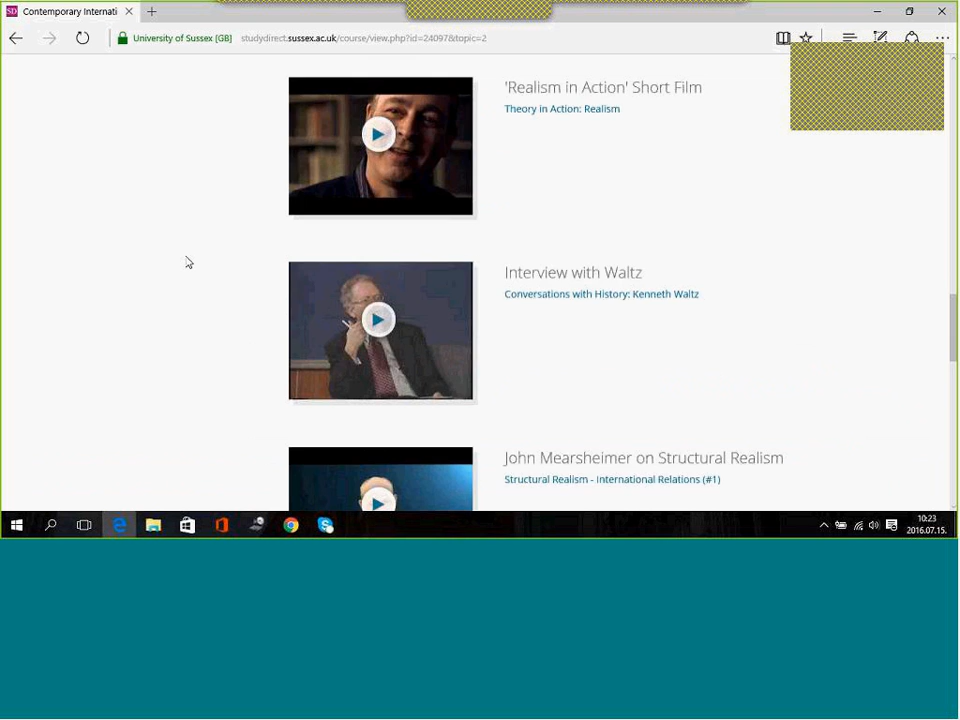 SD Contemporary Internati
University of Sussex [GB] studydirect.sussex.ac.uk/course/view.php?id=24097&topic=2
'Realism in Action' Short Film
Theory in Action: Realism
Interview with Waltz
Conversations with History: Kenneth Waltz
John Mearsheimer on Structural Realism
Structural Realism - International Relations (#1)
10:23
2016.07.15.